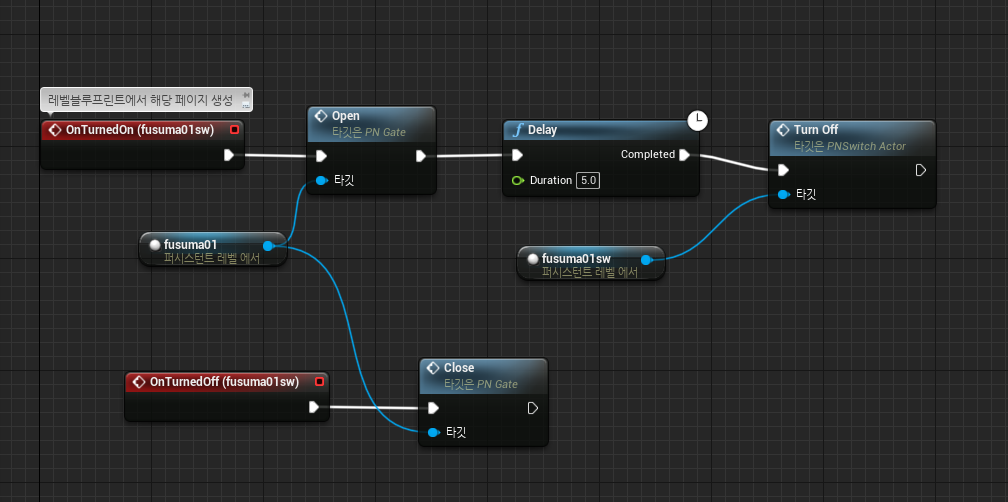 레벨블루프린트에서 해당 페이지 생성
OnTurnedOn (fusuma01sw)
Open
타깃은 PN Gate
타깃
Delay
Completed
Duration 5.0
Turn Off
타깃은 PNSwitch Actor
타깃
fusuma01
퍼시스턴트 레벨 에서
fusuma01sw
퍼시스턴트 레벨 에서
OnTurnedOff (fusuma01sw)
Close
타깃은 PN Gate
타깃